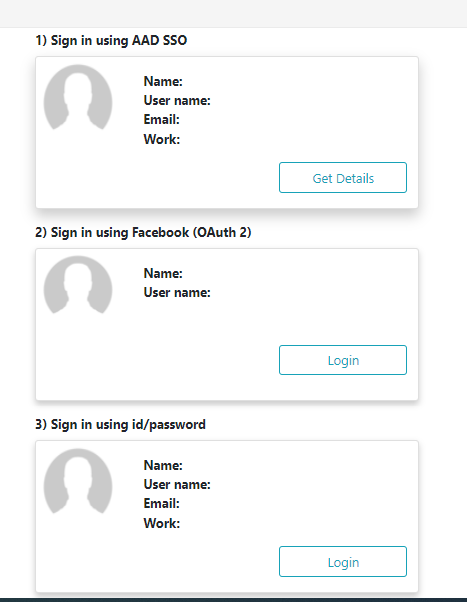 1) Sign in using AAD SSO
Name:
User name:
Email:
Work:
Get Details
2) Sign in using Facebook (OAuth 2)
Name:
User name:
Login
3) Sign in using id/password
Name:
User name:
Email:
Work:
Login